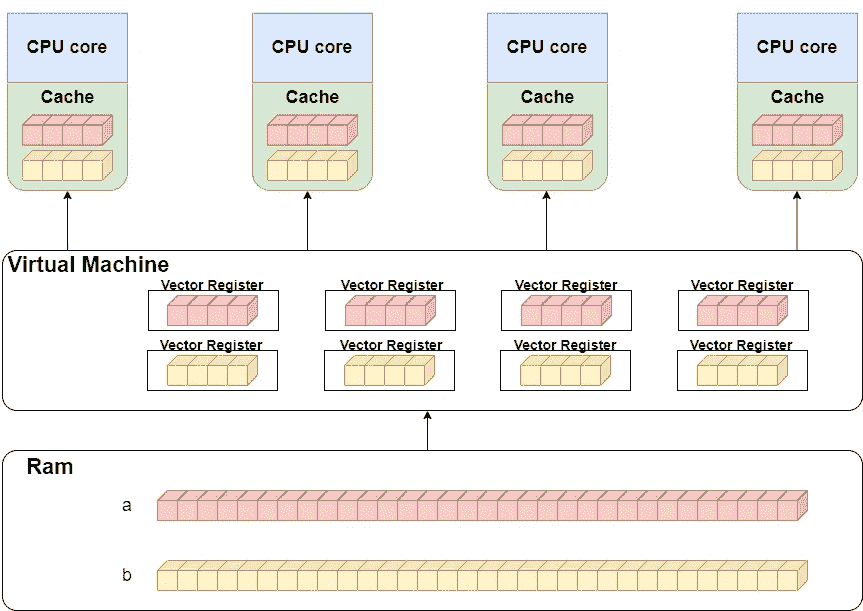 CPU core
CPU core
CPU core
CPU core
Cache
Cache
Cache
Cache
Virtual Machine
Vector Register
Vector Register
Vector Register
Vector Register
Vector Register
Vector Register
Vector Register
Vector Register
Ram
a
b